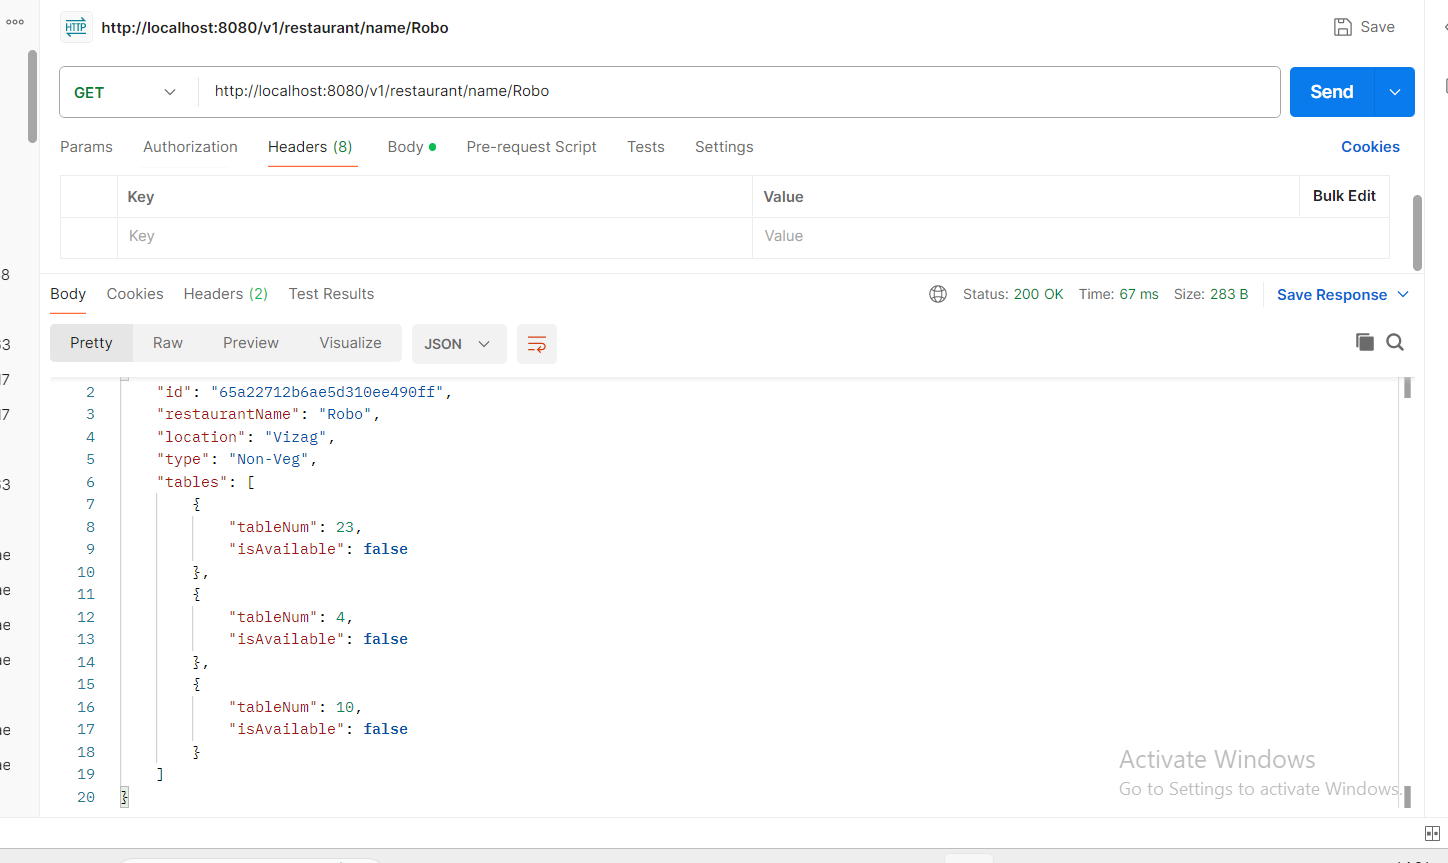 http://localhost:8080/v1/restaurant/name/Robo
Save
GET http://localhost:8080/v1/restaurant/name/Robo Send
Params Authorization Headers (8) Body Pre-request Script Tests Settings Cookies
Key Value Bulk Edit
Key Value
8
Body Cookies Headers (2) Test Results Status: 200 OK Time: 67 ms Size: 283 B Save Response
Pretty Raw Preview Visualize JSON
2 "id": "65a22712b6ae5d310ee490ff",
3 "restaurantName": "Robo",
4 "location": "Vizag",
5 "type": "Non-Veg",
6 "tables": [
7 {
8 "tableNum": 23,
9 "isAvailable": false
10 },
11 {
12 "tableNum": 4,
13 "isAvailable": false
14 },
15 {
16 "tableNum": 10,
17 "isAvailable": false
18 }
19 ]
20 }
Activate Windows
Go to Settings to activate Windows.